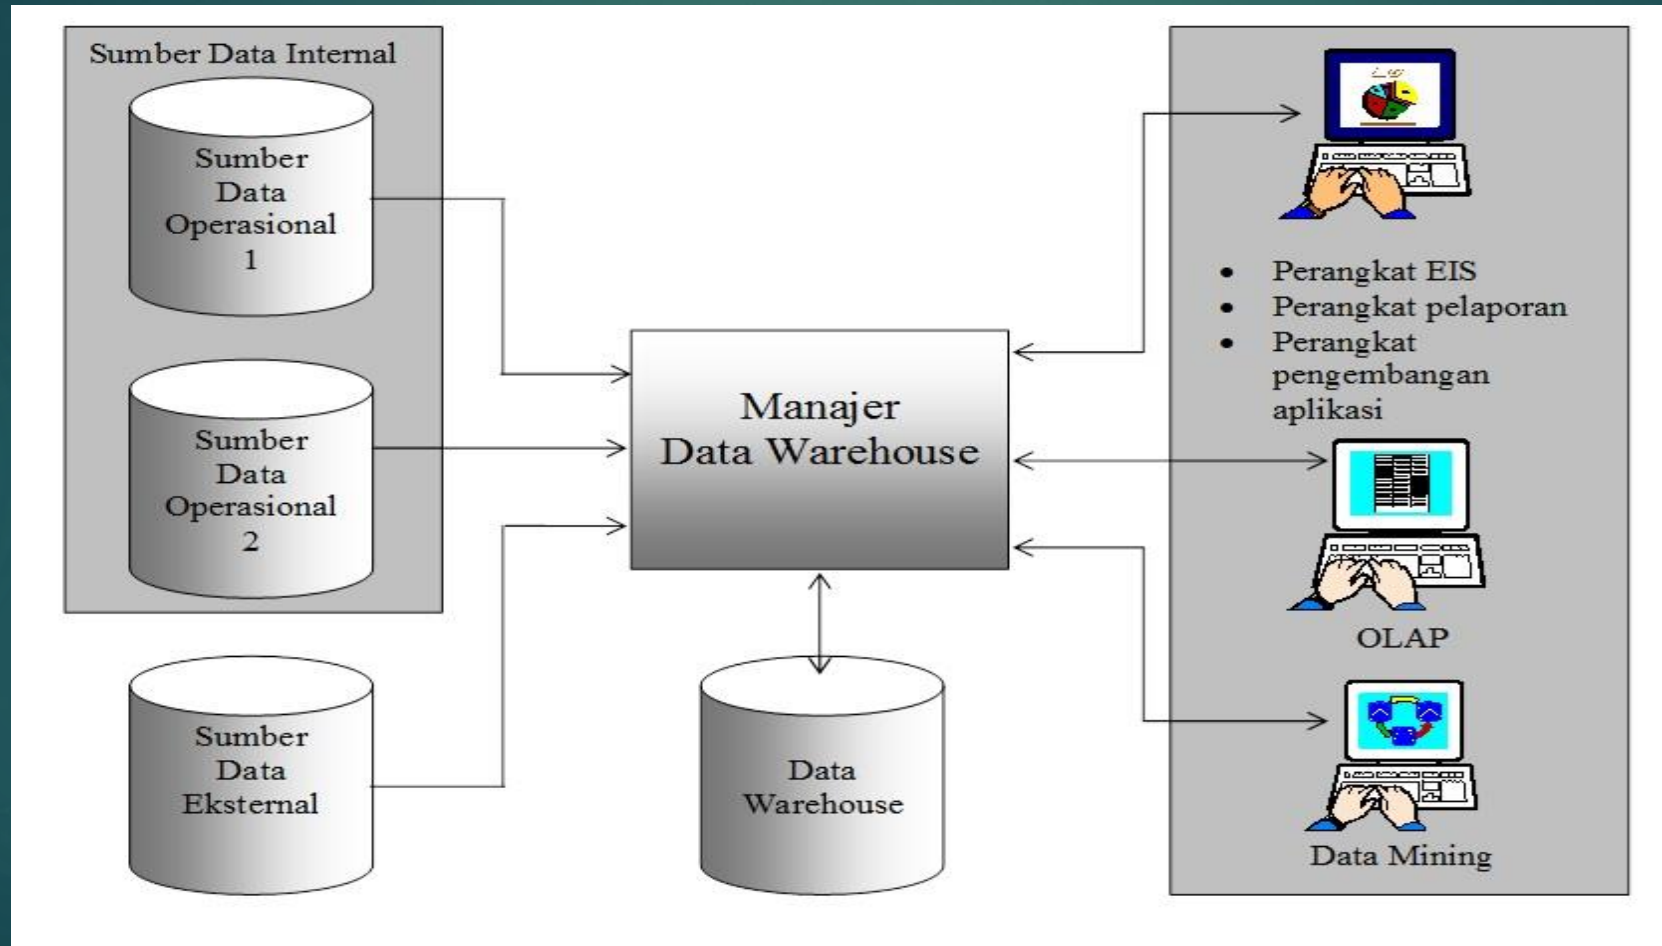 Sumber Data Internal
Sumber
Data
Operasional
1
Sumber
Data
Operasional
2
Sumber
Data
Eksternal
Manajer
Data Warehouse
Data
Warehouse
• Perangkat EIS
• Perangkat pelaporan
• Perangkat
pengembangan
aplikasi
OLAP
Data Mining